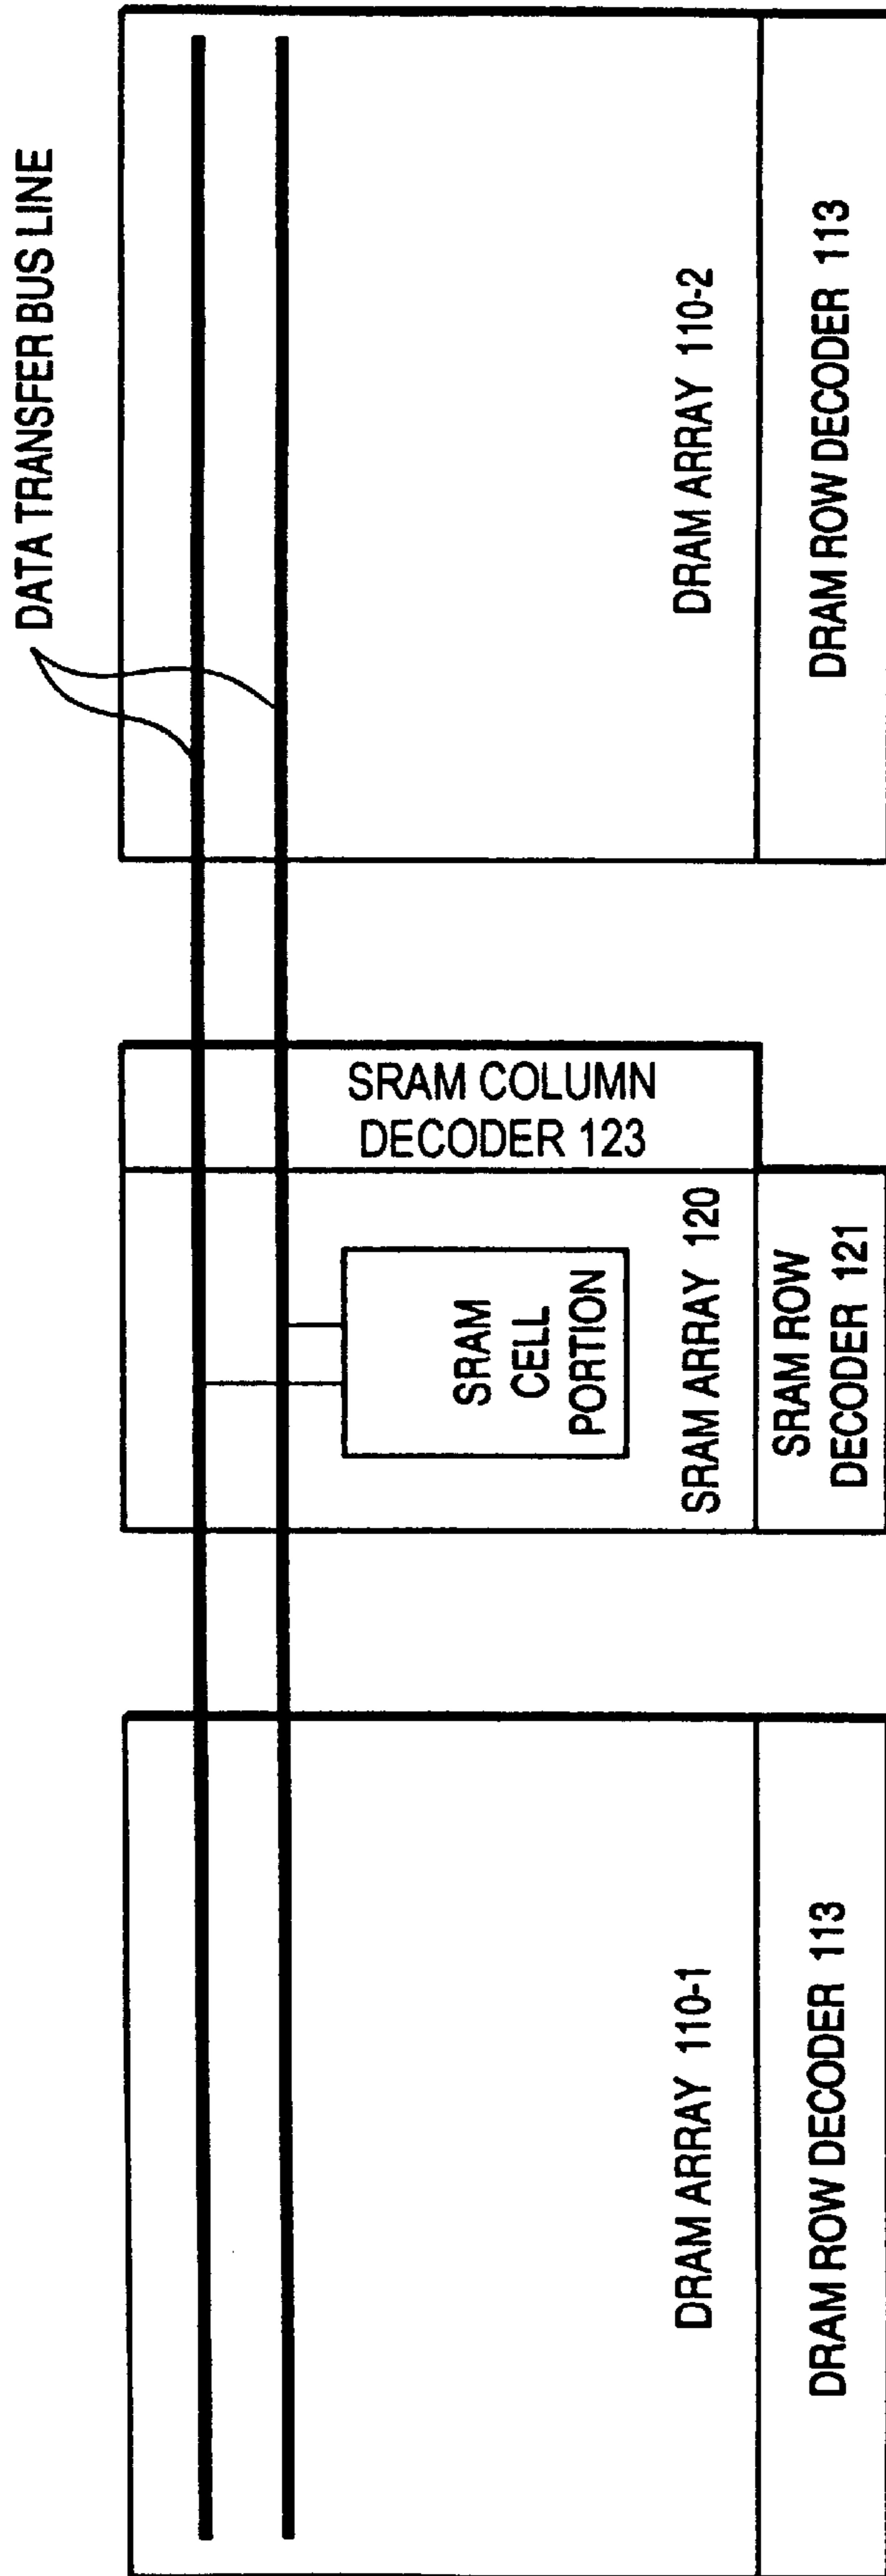 DATA TRANSFER BUS LINE
DRAM ARRAY 110-1
DRAM ROW DECODER 113
SRAM
CELL
PORTION
SRAM ARRAY 120
SRAM ROW
DECODER 121
SRAM COLUMN
DECODER 123
DRAM ARRAY 110-2
DRAM ROW DECODER 113